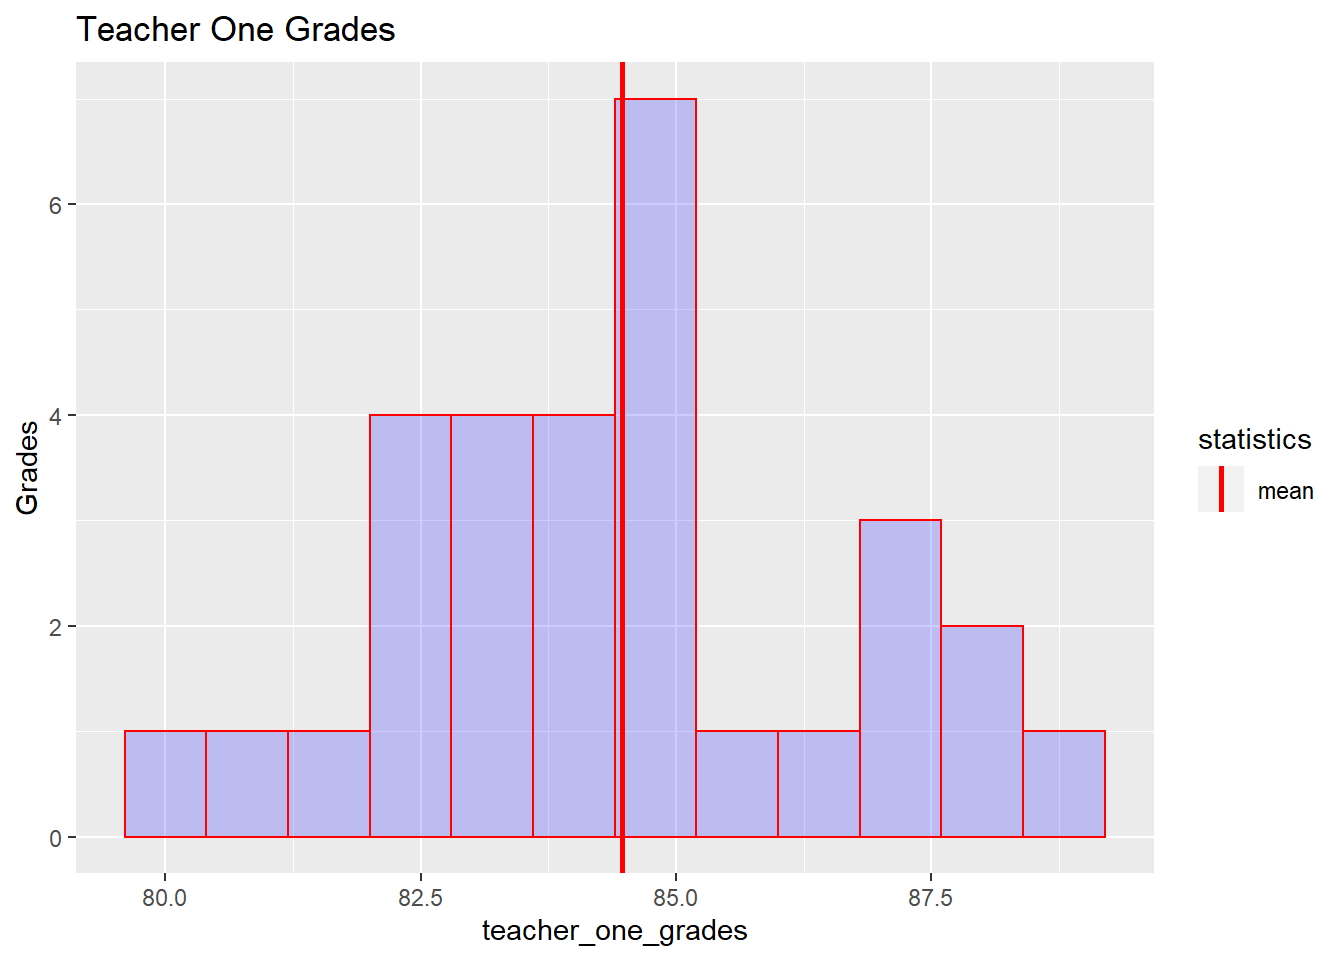 Teacher One Grades
6
4
2
0
Grades
80.0 82.5 85.0 87.5
teacher_one_grades
statistics
mean